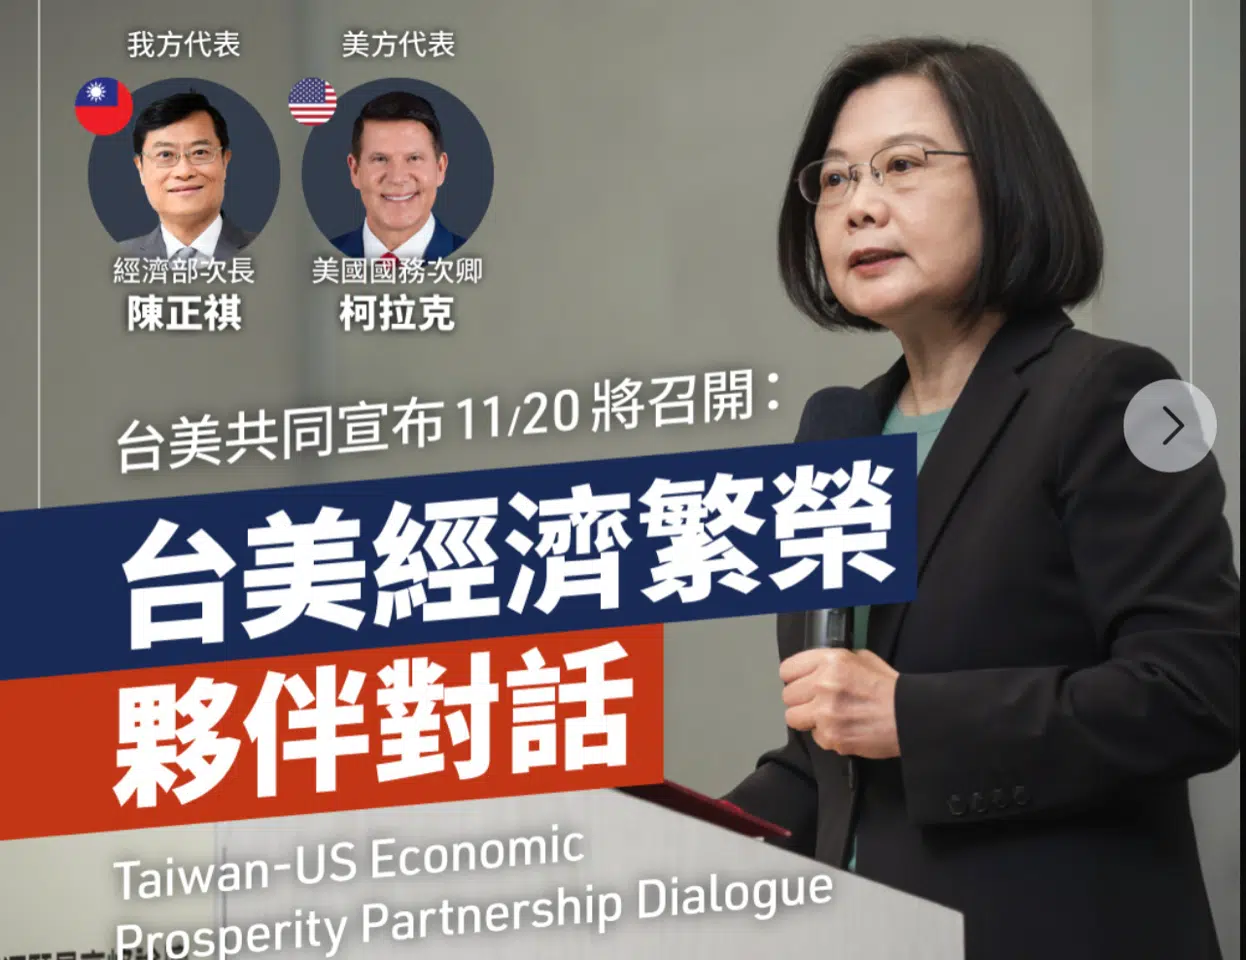 我方代表
美方代表
經濟部次長
陳正祺
美國國務次卿
柯拉克
台美共同宣布11/20將召開：
台美經濟繁榮
夥伴對話
Taiwan-US Economic
Prosperity Partnership Dialogue